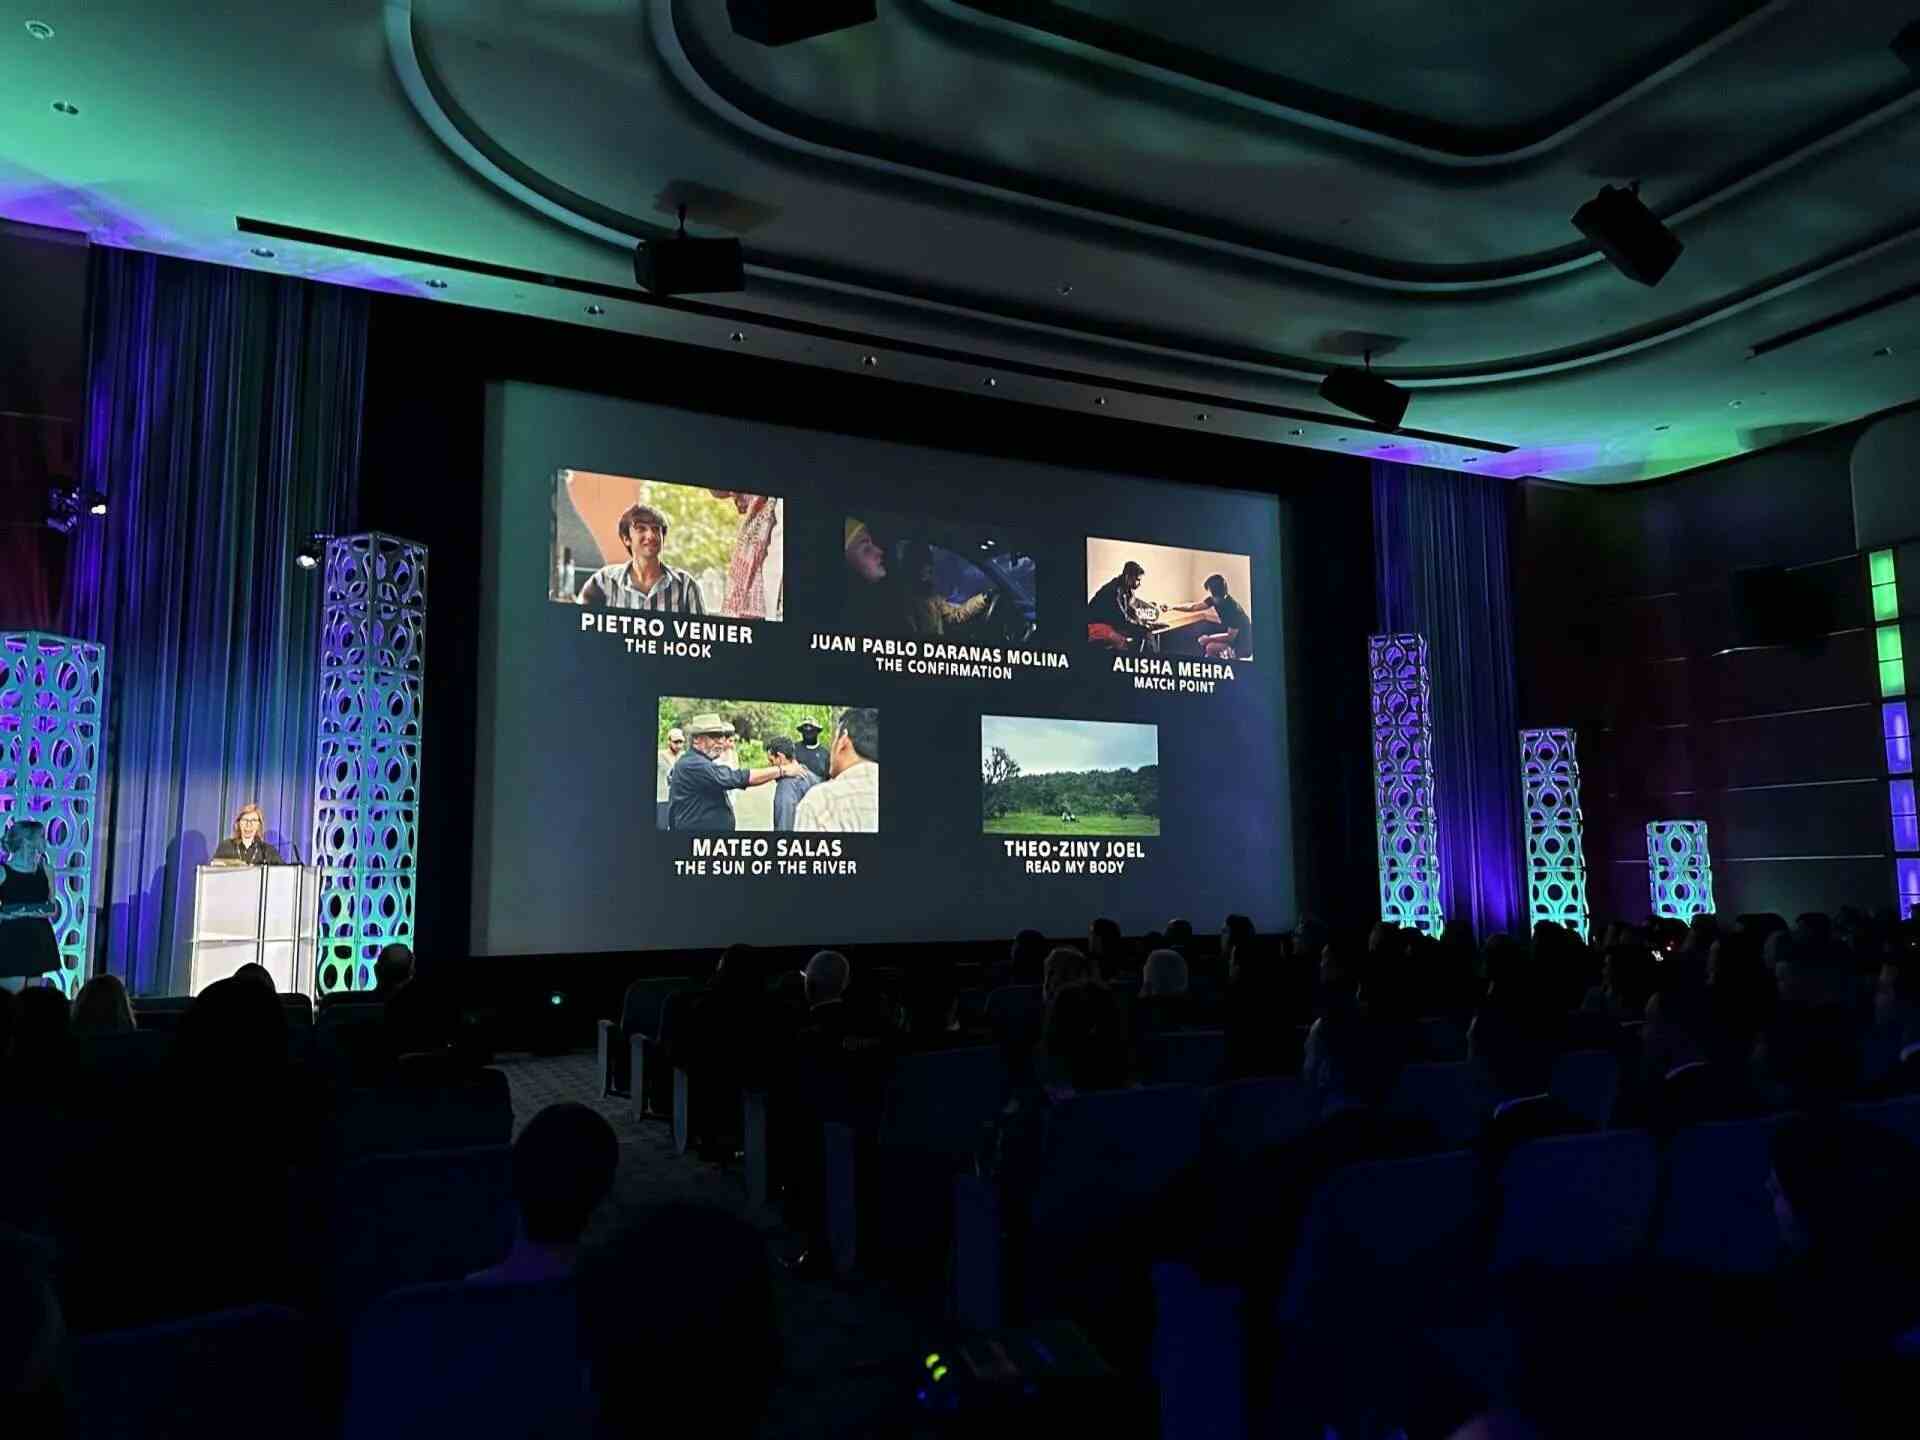 PIETRO VENIER
THE HOOK
JUAN PABLO DARANAS MOLINA
THE CONFIRMATION
ALISHA MEHRA
MATCH POINT
MATEO SALAS
THE SUN OF THE RIVER
THEO-ZINY JOEL
READ MY BODY